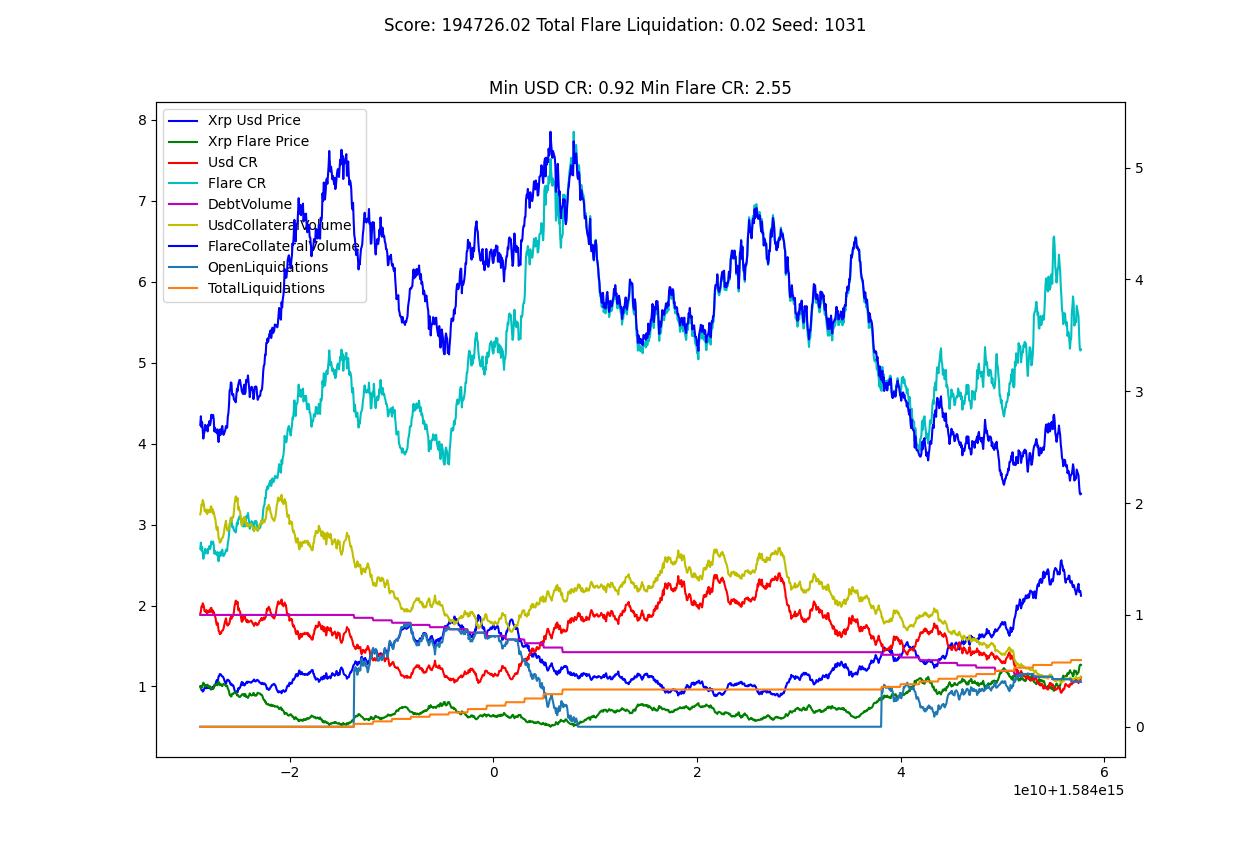 Score: 194726.02 Total Flare Liquidation: 0.02 Seed: 1031
Min USD CR: 0.92 Min Flare CR: 2.55
Xrp Usd Price
Xrp Flare Price
Usd CR
Flare CR
DebtVolume
UsdCollateralVolume
FlareCollateralVolume
OpenLiquidations
TotalLiquidations
8
7
6
5
4
3
2
1
5
4
3
2
1
0
−2
0
2
4
6
1e10+1.584e15